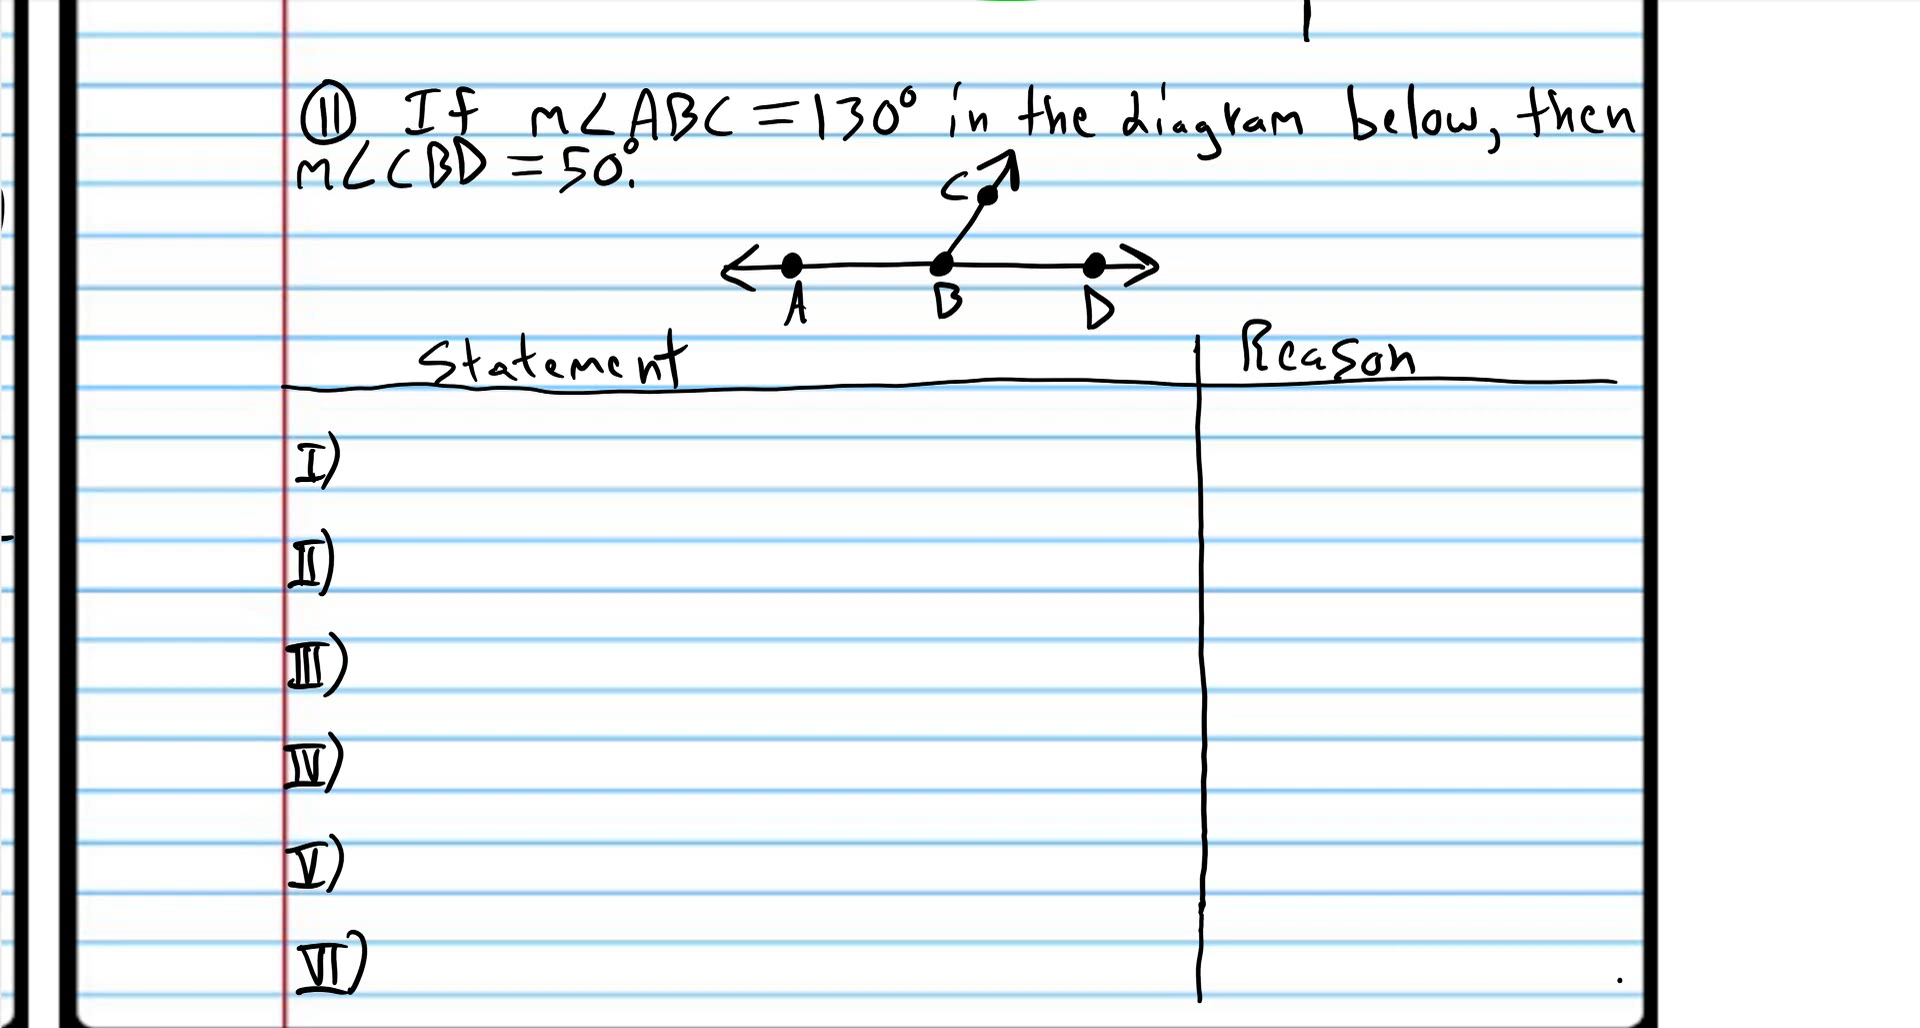 ⑪ If m∠ABC = 130° in the diagram below, then
m∠CBD = 50°.
C
A B D
Statement Reason
I)
II)
III)
IV)
V)
VI)